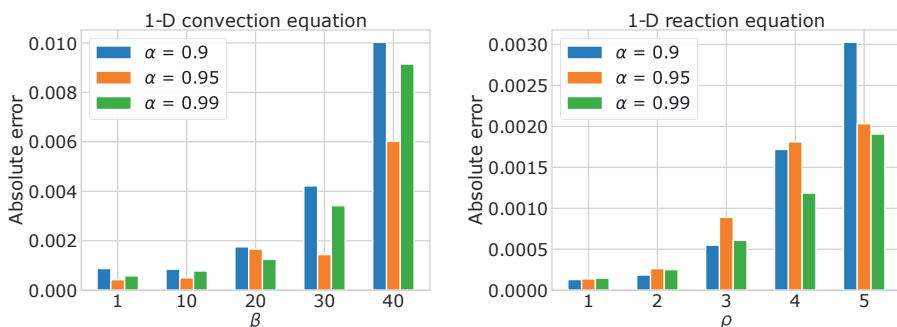 1-D convection equation
Absolute error
0.010
0.008
0.006
0.004
0.002
0.000
α = 0.9
α = 0.95
α = 0.99
1 10 20 30 40
β
1-D reaction equation
Absolute error
0.0030
0.0025
0.0020
0.0015
0.0010
0.0005
0.0000
α = 0.9
α = 0.95
α = 0.99
1 2 3 4 5
ρ